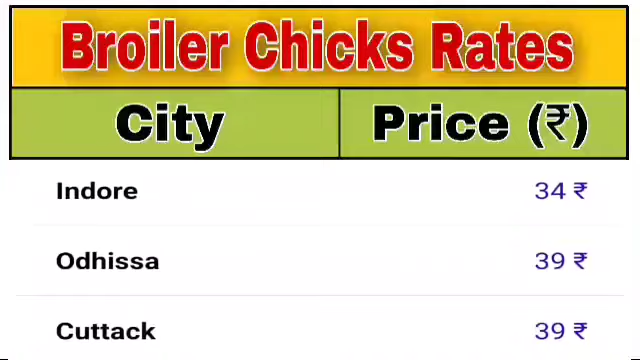 Broiler Chicks Rates
City Price (₹)
Indore 34 ₹
Odhissa 39 ₹
Cuttack 39 ₹